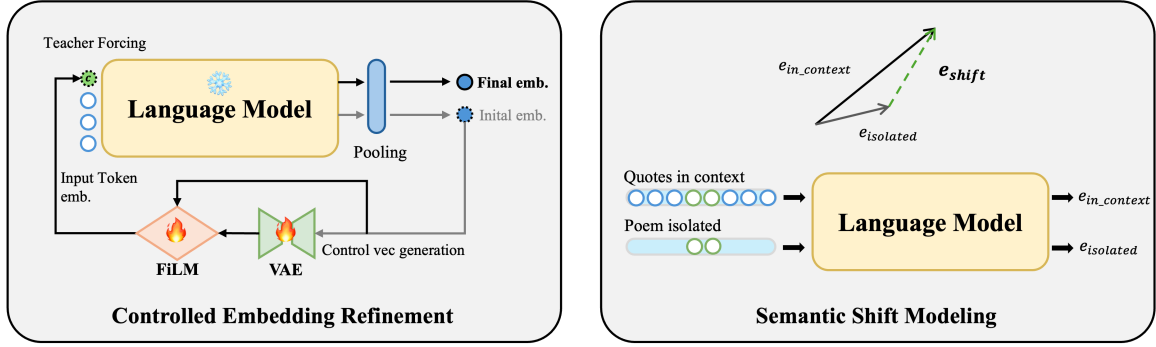 Teacher Forcing
c
Language Model
Final emb.
Inital emb.
Pooling
Input Token
emb.
Control vec generation
FiLM
VAE
Controlled Embedding Refinement
e_in_context
e_shift
e_isolated
Quotes in context
Poem isolated
Language Model
e_in_context
e_isolated
Semantic Shift Modeling